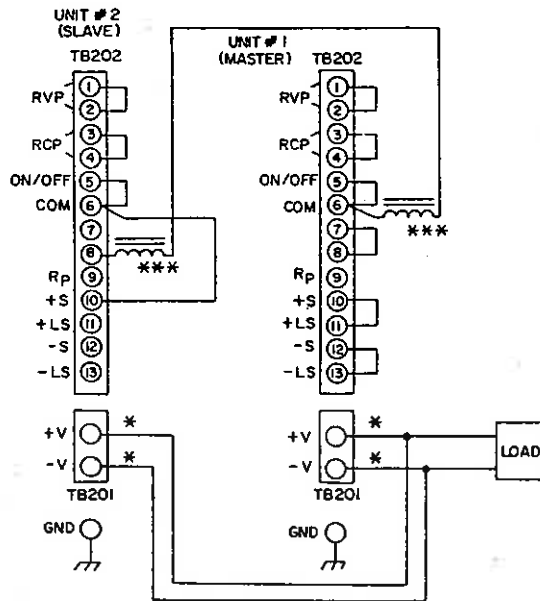 UNIT #2
(SLAVE)
TB202
RVP
RCP
ON/OFF
COM
RP
+S
+LS
-S
-LS
1
2
3
4
5
6
7
8
9
10
11
12
13
***
UNIT #1
(MASTER)
TB202
RVP
RCP
ON/OFF
COM
RP
+S
+LS
-S
-LS
1
2
3
4
5
6
7
8
9
10
11
12
13
***
+V *
-V *
TB201
GND
+V *
-V *
TB201
GND
LOAD